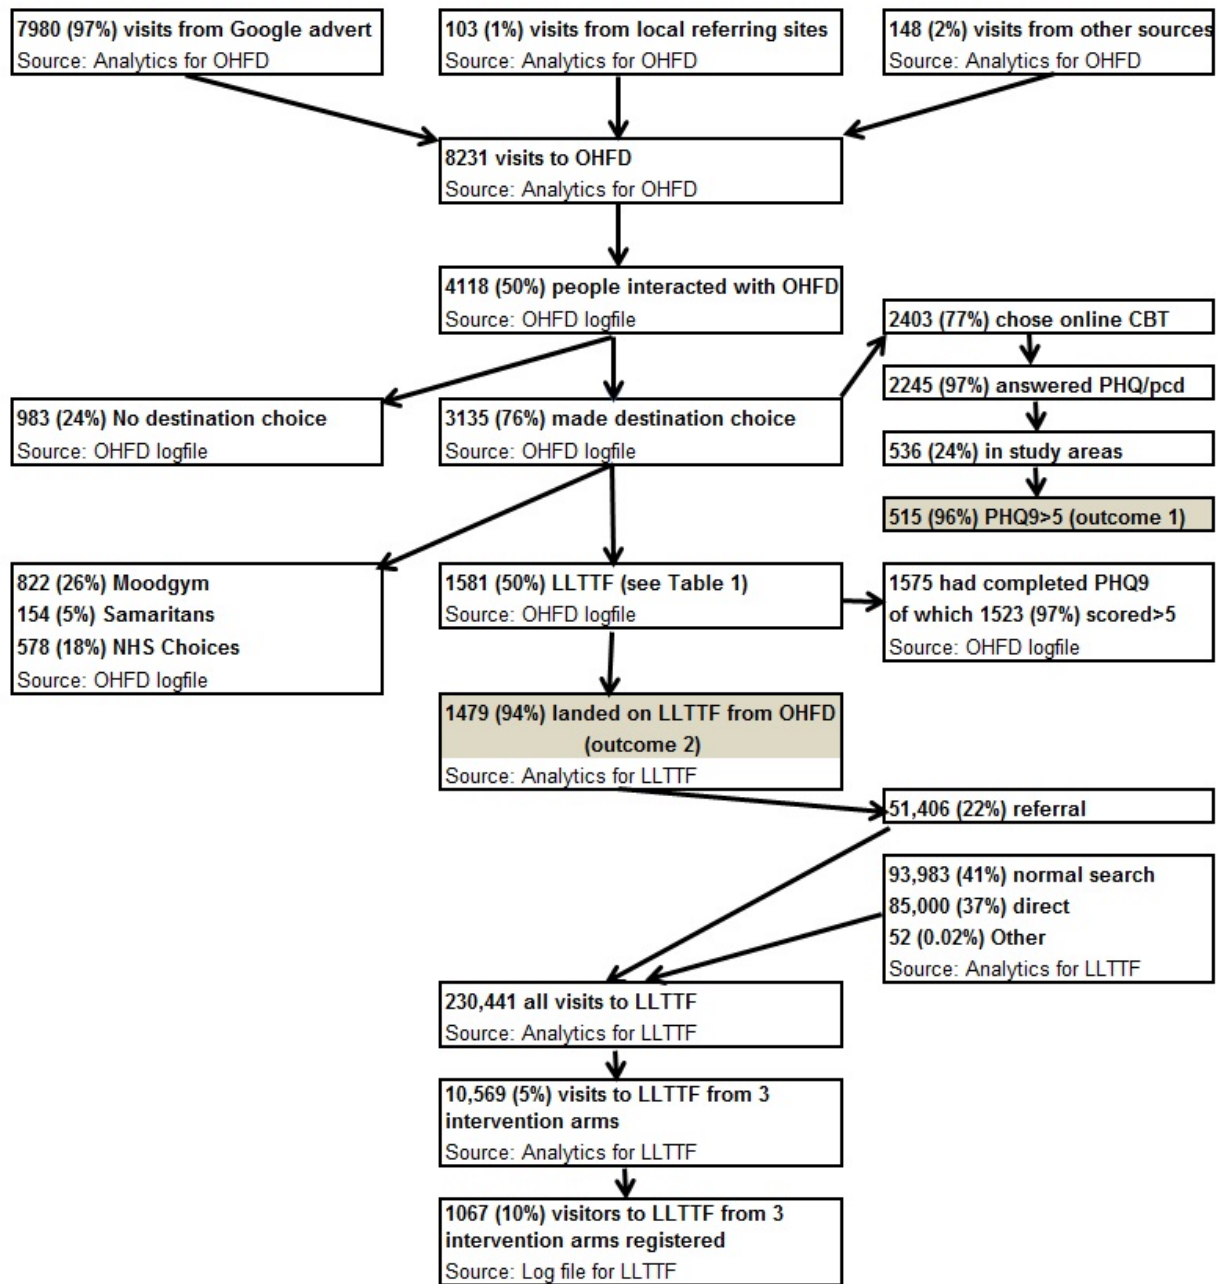 7980 (97%) visits from Google advert
Source: Analytics for OHFD
103 (1%) visits from local referring sites
Source: Analytics for OHFD
148 (2%) visits from other sources
Source: Analytics for OHFD
8231 visits to OHFD
Source: Analytics for OHFD
4118 (50%) people interacted with OHFD
Source: OHFD logfile
983 (24%) No destination choice
Source: OHFD logfile
3135 (76%) made destination choice
Source: OHFD logfile
2403 (77%) chose online CBT
2245 (97%) answered PHQ/pcd
536 (24%) in study areas
515 (96%) PHQ9>5 (outcome 1)
822 (26%) Moodgym
154 (5%) Samaritans
578 (18%) NHS Choices
Source: OHFD logfile
1581 (50%) LLTTF (see Table 1)
Source: OHFD logfile
1575 had completed PHQ9
of which 1523 (97%) scored>5
Source: OHFD logfile
1479 (94%) landed on LLTTF from OHFD
(outcome 2)
Source: Analytics for LLTTF
51,406 (22%) referral
93,983 (41%) normal search
85,000 (37%) direct
52 (0.02%) Other
Source: Analytics for LLTTF
230,441 all visits to LLTTF
Source: Analytics for LLTTF
10,569 (5%) visits to LLTTF from 3
intervention arms
Source: Analytics for LLTTF
1067 (10%) visitors to LLTTF from 3
intervention arms registered
Source: Log file for LLTTF